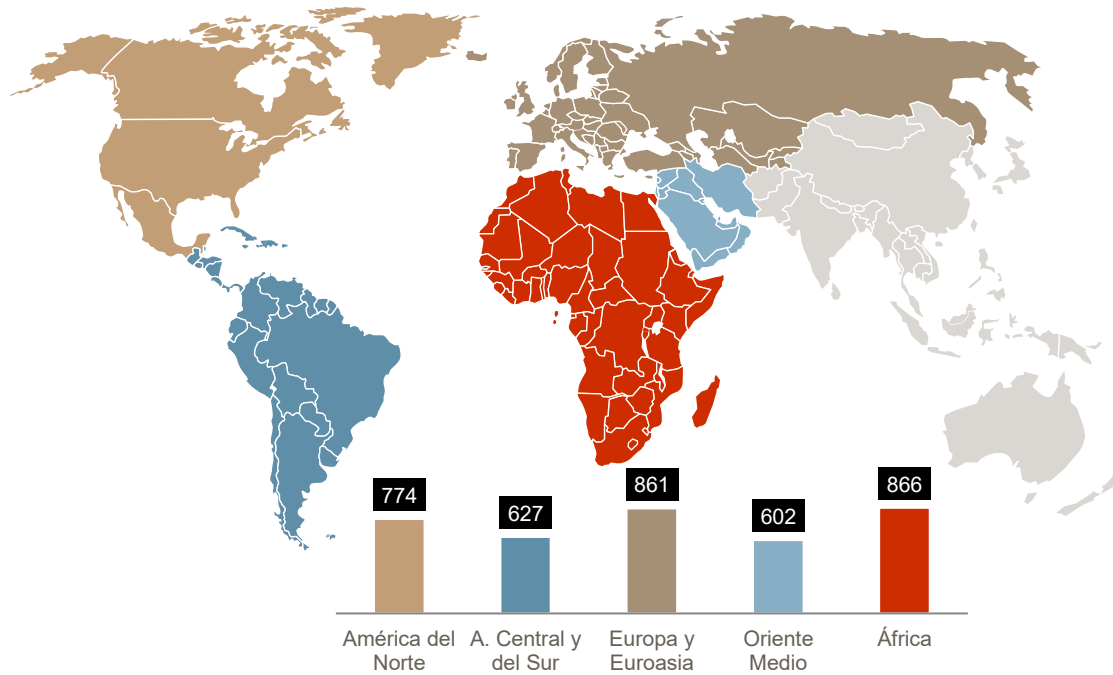 774
627
861
602
866
América del
Norte
A. Central y
del Sur
Europa y
Euroasia
Oriente
Medio
África